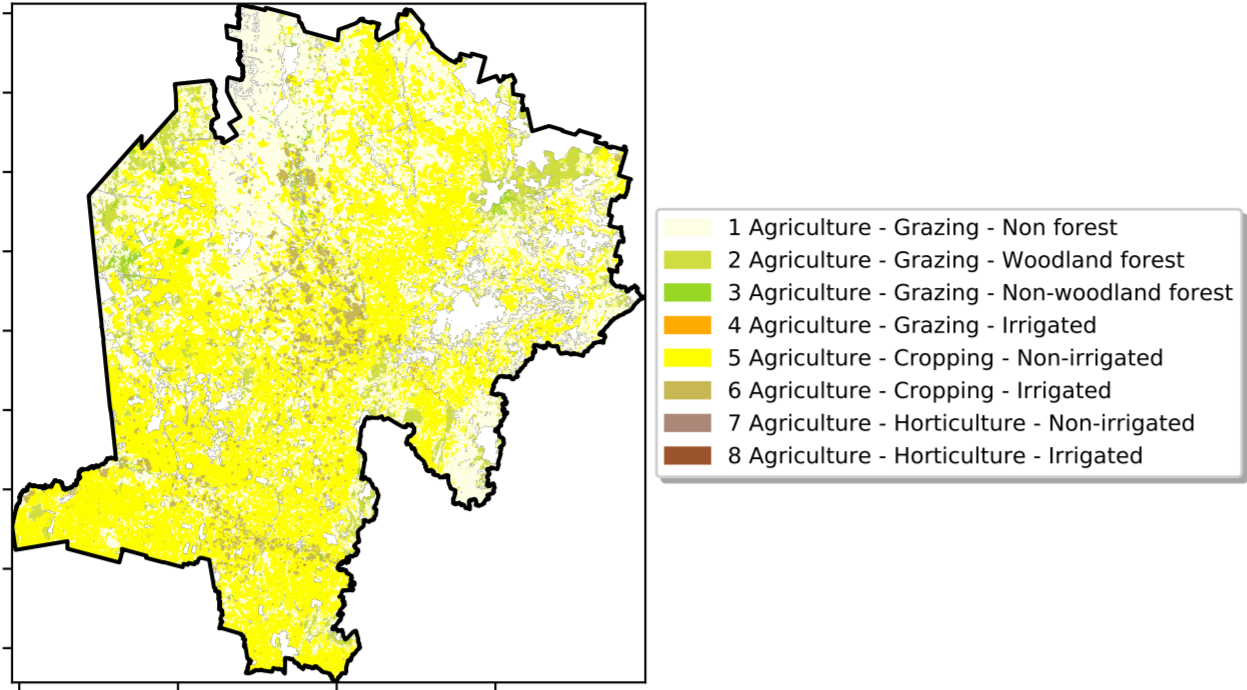 1 Agriculture - Grazing - Non forest
2 Agriculture - Grazing - Woodland forest
3 Agriculture - Grazing - Non-woodland forest
4 Agriculture - Grazing - Irrigated
5 Agriculture - Cropping - Non-irrigated
6 Agriculture - Cropping - Irrigated
7 Agriculture - Horticulture - Non-irrigated
8 Agriculture - Horticulture - Irrigated